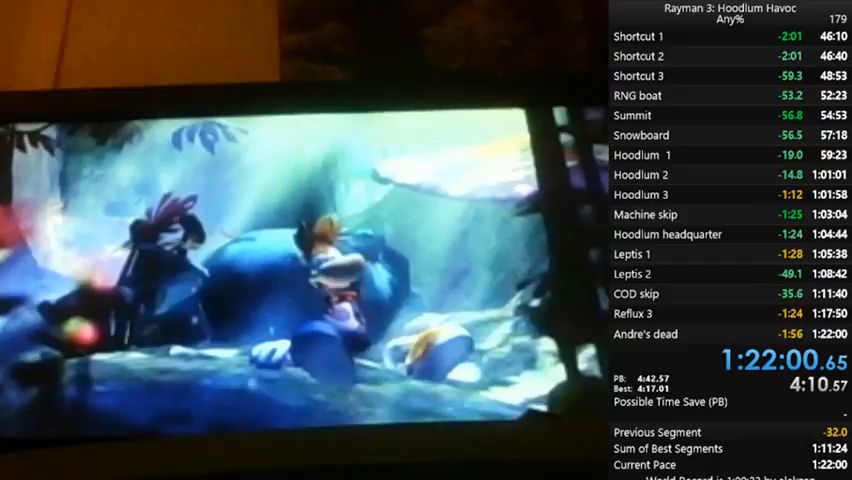 Rayman 3: Hoodlum Havoc
Any% 179
Shortcut 1 -2:01 46:10
Shortcut 2 -2:01 46:40
Shortcut 3 -59.3 48:53
RNG boat -53.2 52:23
Summit -56.8 54:53
Snowboard -56.5 57:18
Hoodlum 1 -19.0 59:23
Hoodlum 2 -14.8 1:01:01
Hoodlum 3 -1:12 1:01:58
Machine skip -1:25 1:03:04
Hoodlum headquarter -1:24 1:04:44
Leptis 1 -1:28 1:05:38
Leptis 2 -49.1 1:08:42
COD skip -35.6 1:11:40
Reflux 3 -1:24 1:17:50
Andre's dead -1:56 1:22:00
1:22:00.65
PB: 4:42.57
Best: 4:17.01
4:10.57
Possible Time Save (PB) -
Previous Segment -32.0
Sum of Best Segments 1:11:24
Current Pace 1:22:00
World Record is